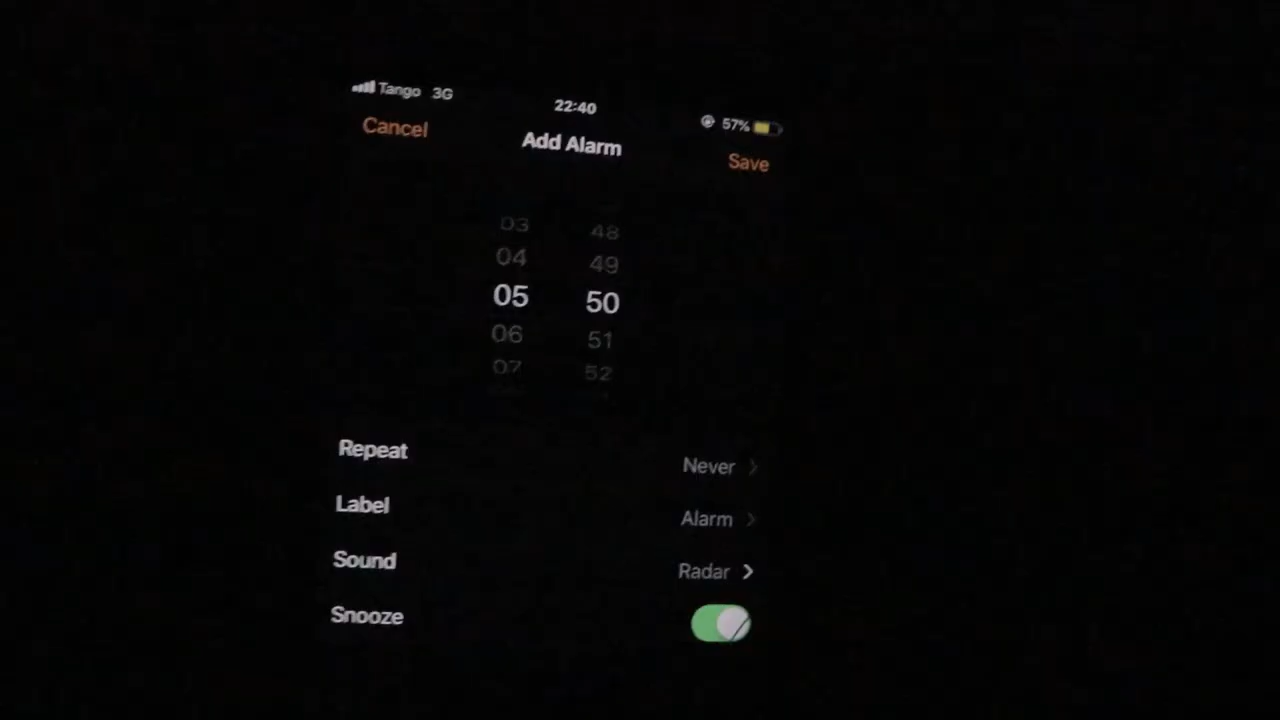 Tango 3G 22:40 57%
Cancel Add Alarm Save
03 48
04 49
05 50
06 51
07 52
Repeat Never
Label Alarm
Sound Radar
Snooze